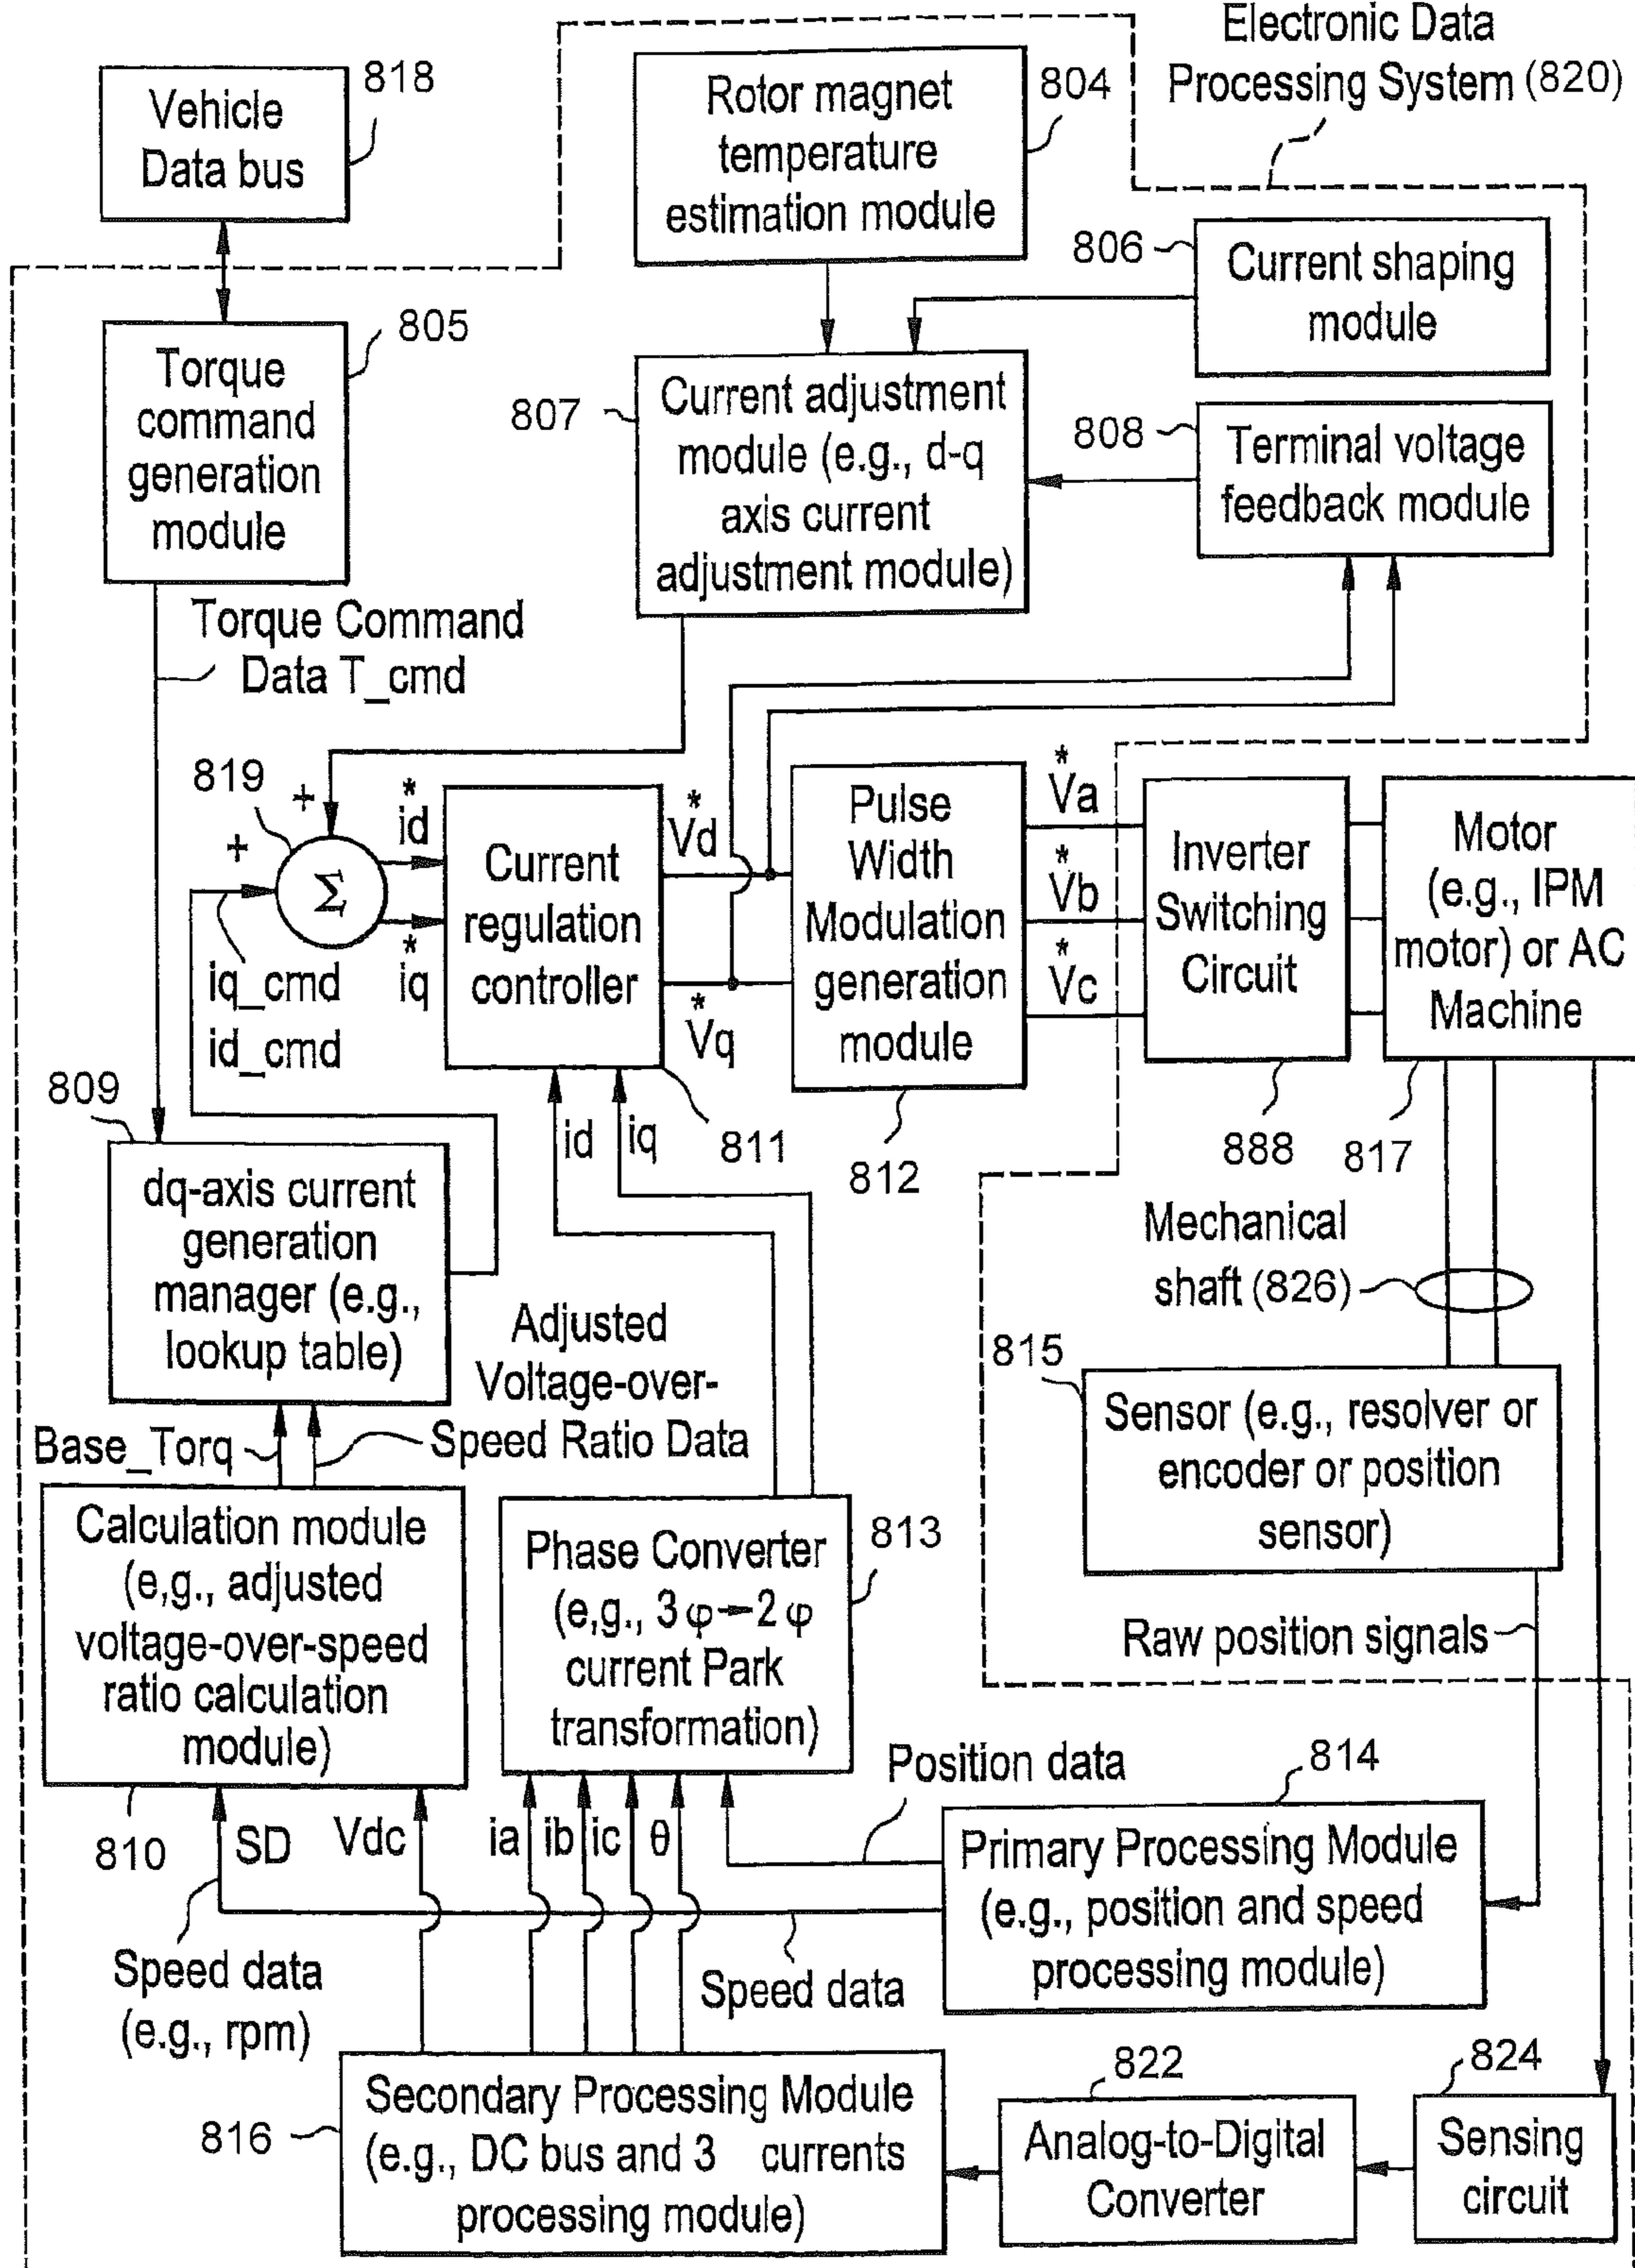 Electronic Data
Processing System (820)
Vehicle
Data bus
818
Rotor magnet
temperature
estimation module
804
806
Current shaping
module
Torque
command
generation
module
805
807
Current adjustment
module (e.g., d-q
axis current
adjustment module)
808
Terminal voltage
feedback module
Torque Command
Data T_cmd
819
+
+
Σ
*
id
*
iq
iq_cmd
id_cmd
Current
regulation
controller
811
*
Vd
*
Vq
Pulse
Width
Modulation
generation
module
812
*
Va
*
Vb
*
Vc
Inverter
Switching
Circuit
888
Motor
(e.g., IPM
motor) or AC
Machine
817
id
iq
809
dq-axis current
generation
manager (e.g.,
lookup table)
Mechanical
shaft (826)
Adjusted
Voltage-over-
Speed Ratio Data
Base_Torq
815
Sensor (e.g., resolver or
encoder or position
sensor)
Calculation module
(e,g., adjusted
voltage-over-speed
ratio calculation
module)
810
Phase Converter
(e,g., 3φ→2φ
current Park
transformation)
813
Raw position signals
Position data
814
Primary Processing Module
(e.g., position and speed
processing module)
SD
Vdc
ia
ib
ic
θ
Speed data
(e.g., rpm)
Speed data
816
Secondary Processing Module
(e.g., DC bus and 3 currents
processing module)
822
Analog-to-Digital
Converter
824
Sensing
circuit